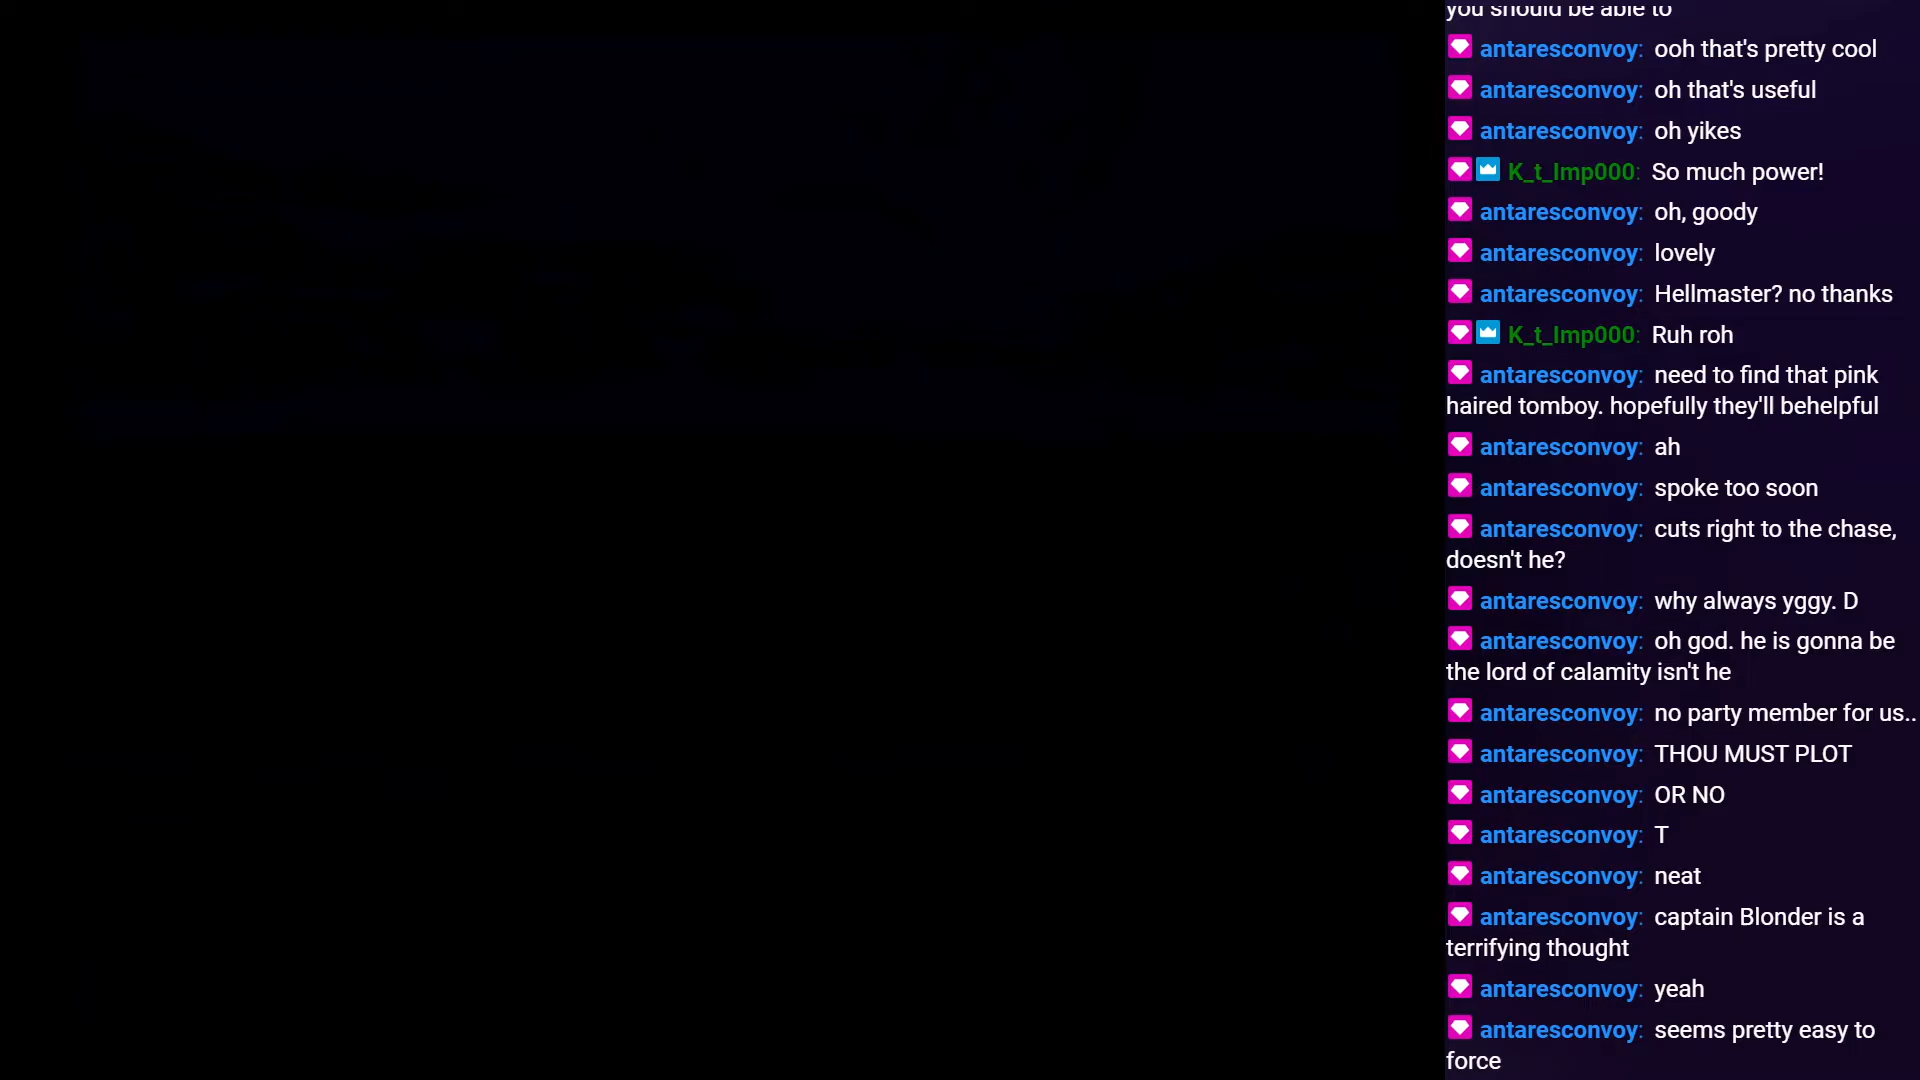 you should be able to
antaresconvoy: ooh that's pretty cool
antaresconvoy: oh that's useful
antaresconvoy: oh yikes
K_t_Imp000: So much power!
antaresconvoy: oh, goody
antaresconvoy: lovely
antaresconvoy: Hellmaster? no thanks
K_t_Imp000: Ruh roh
antaresconvoy: need to find that pink
haired tomboy. hopefully they'll behelpful
antaresconvoy: ah
antaresconvoy: spoke too soon
antaresconvoy: cuts right to the chase,
doesn't he?
antaresconvoy: why always yggy. D
antaresconvoy: oh god. he is gonna be
the lord of calamity isn't he
antaresconvoy: no party member for us..
antaresconvoy: THOU MUST PLOT
antaresconvoy: OR NO
antaresconvoy: T
antaresconvoy: neat
antaresconvoy: captain Blonder is a
terrifying thought
antaresconvoy: yeah
antaresconvoy: seems pretty easy to
force